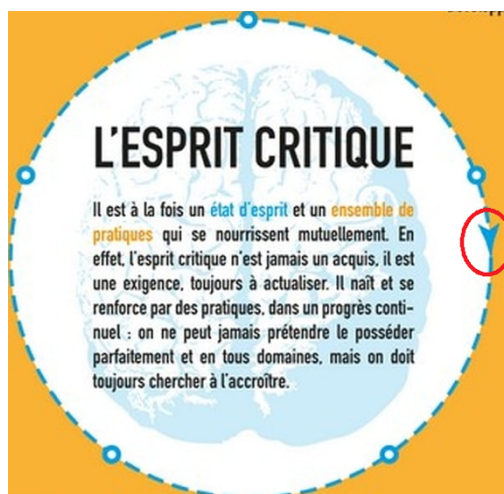 L'ESPRIT CRITIQUE
Il est à la fois un état d'esprit et un ensemble de
pratiques qui se nourrissent mutuellement. En
effet, l'esprit critique n'est jamais un acquis, il est
une exigence, toujours à actualiser. Il naît et se
renforce par des pratiques, dans un progrès conti-
nuel : on ne peut jamais prétendre le posséder
parfaitement et en tous domaines, mais on doit
toujours chercher à l'accroître.